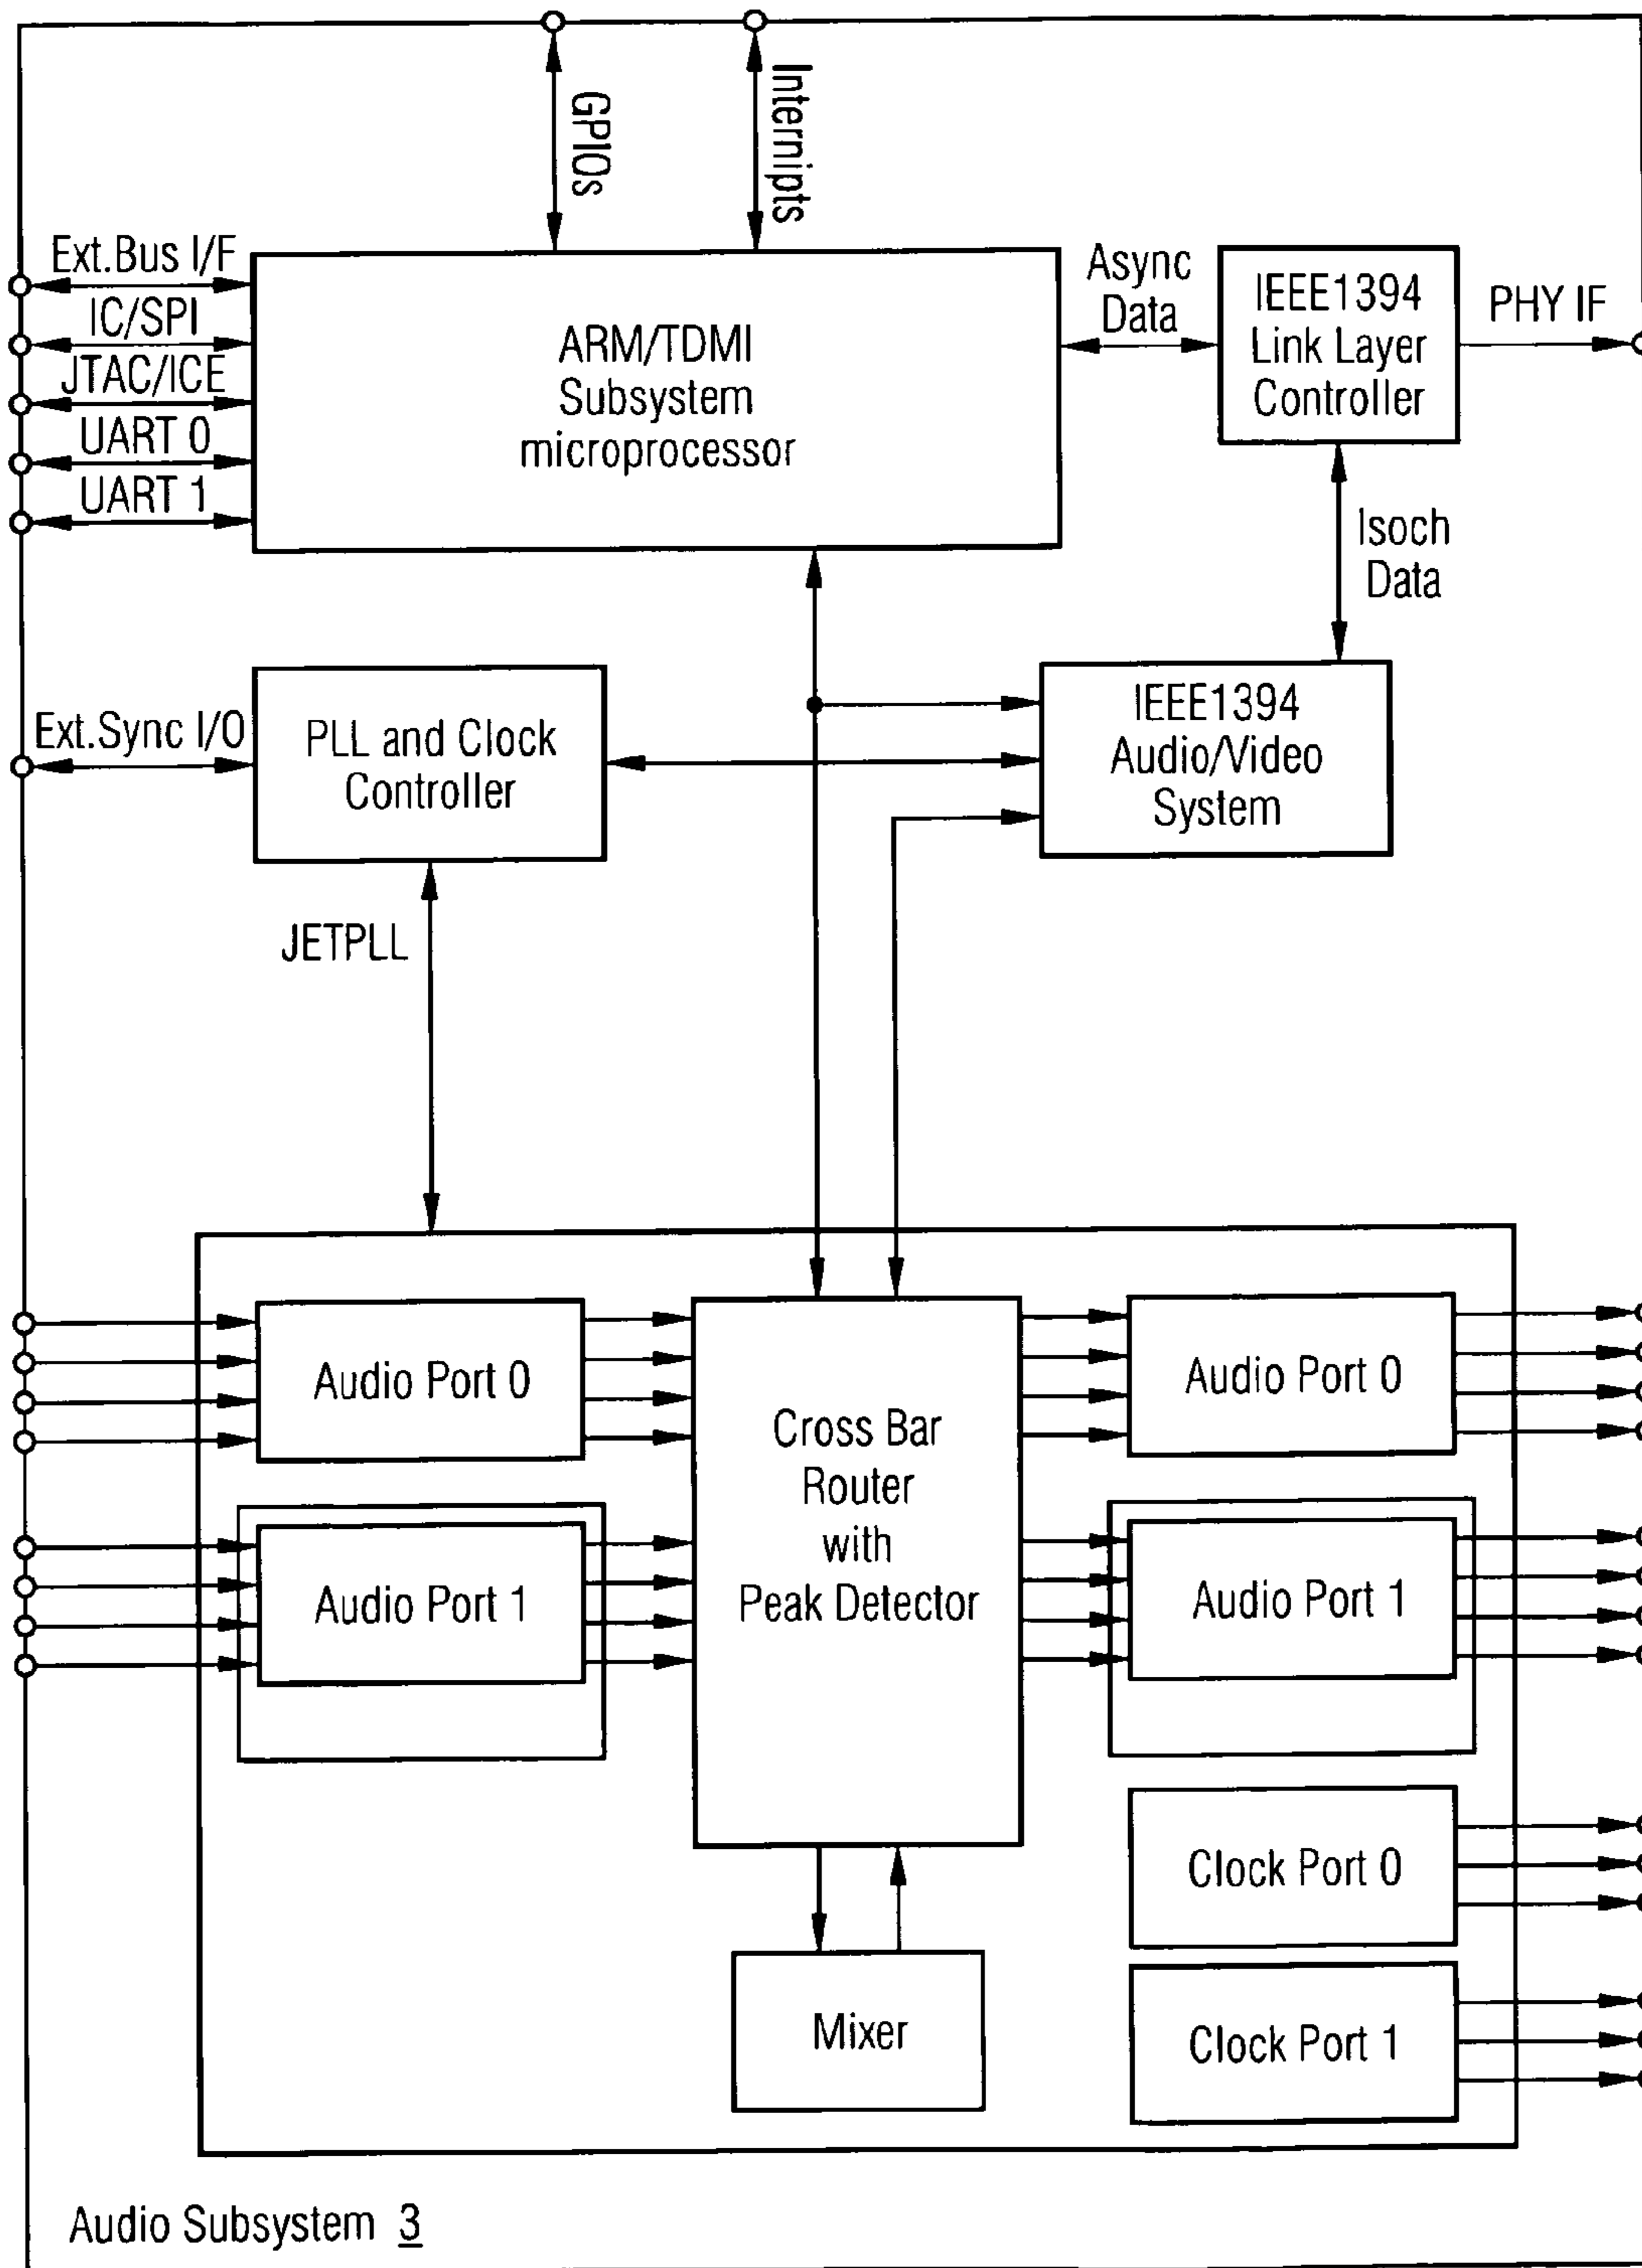 GPIOs
Internipts
Ext.Bus I/F
IC/SPI
JTAC/ICE
UART 0
UART 1
ARM/TDMI
Subsystem
microprocessor
Async
Data
IEEE1394
Link Layer
Controller
PHY IF
Isoch
Data
Ext.Sync I/O
PLL and Clock
Controller
IEEE1394
Audio/Video
System
JETPLL
Audio Port 0
Audio Port 1
Cross Bar
Router
with
Peak Detector
Audio Port 0
Audio Port 1
Clock Port 0
Clock Port 1
Mixer
Audio Subsystem 3